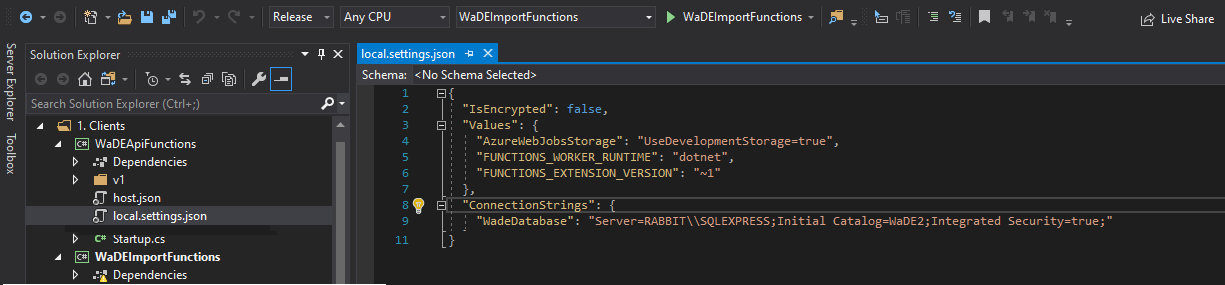 Release
Any CPU
WaDEImportFunctions
WaDEImportFunctions
Live Share
Server Explorer
Toolbox
Solution Explorer
Search Solution Explorer (Ctrl+;)
1. Clients
WaDEApiFunctions
Dependencies
v1
host.json
local.settings.json
Startup.cs
WaDEImportFunctions
Dependencies
local.settings.json
Schema: <No Schema Selected>
1 {
2 "IsEncrypted": false,
3 "Values": {
4 "AzureWebJobsStorage": "UseDevelopmentStorage=true",
5 "FUNCTIONS_WORKER_RUNTIME": "dotnet",
6 "FUNCTIONS_EXTENSION_VERSION": "~1"
7 },
8 "ConnectionStrings": {
9 "WadeDatabase": "Server=RABBIT\\SQLEXPRESS;Initial Catalog=WaDE2;Integrated Security=true;"
11 }